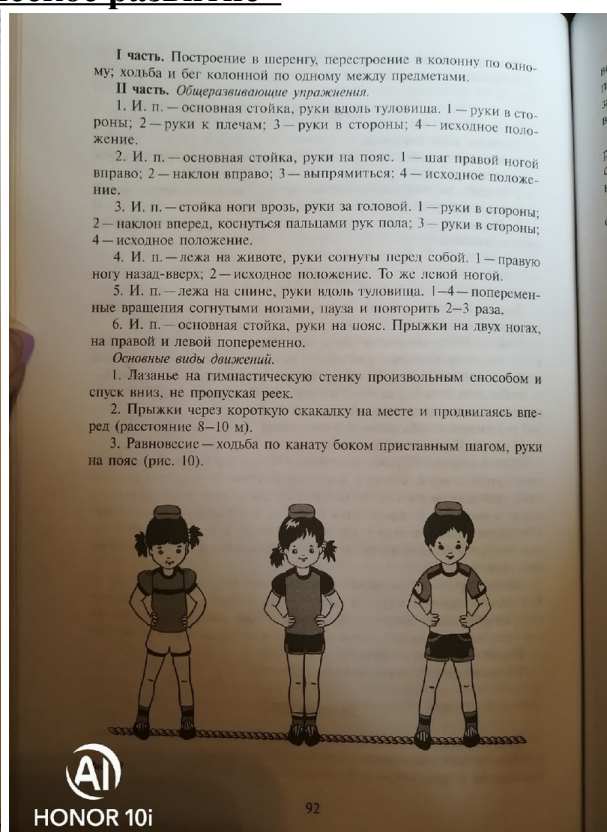 ческое развитие"
I часть. Построение в шеренгу, перестроение в колонну по одно-
му; ходьба и бег колонной по одному между предметами.
II часть. Общеразвивающие упражнения.
1. И. п. — основная стойка, руки вдоль туловища. 1 — руки в сто-
роны; 2 — руки к плечам; 3 — руки в стороны; 4 — исходное поло-
жение.
2. И. п. — основная стойка, руки на пояс. 1 — шаг правой ногой
вправо; 2 — наклон вправо; 3 — выпрямиться; 4 — исходное положе-
ние.
3. И. п. — стойка ноги врозь, руки за головой. 1 — руки в стороны;
2 — наклон вперед, коснуться пальцами рук пола; 3 — руки в стороны;
4 — исходное положение.
4. И. п. — лежа на животе, руки согнуты перед собой. 1 — правую
ногу назад-вверх; 2 — исходное положение. То же левой ногой.
5. И. п. — лежа на спине, руки вдоль туловища. 1—4 — поперемен-
ные вращения согнутыми ногами, пауза и повторить 2—3 раза.
6. И. п. — основная стойка, руки на пояс. Прыжки на двух ногах,
на правой и левой попеременно.
Основные виды движений.
1. Лазанье на гимнастическую стенку произвольным способом и
спуск вниз, не пропуская реек.
2. Прыжки через короткую скакалку на месте и продвигаясь впе-
ред (расстояние 8—10 м).
3. Равновесие — ходьба по канату боком приставным шагом, руки
на пояс (рис. 10).
AI
HONOR 10i
92